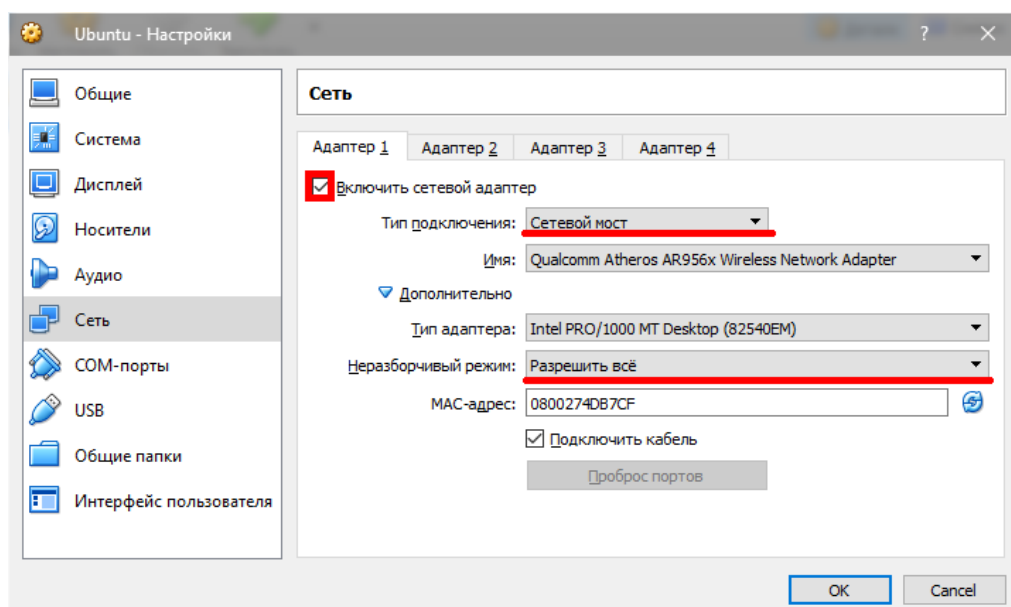 Ubuntu - Настройки
?
Общие
Система
Дисплей
Носители
Аудио
Сеть
COM-порты
USB
Общие папки
Интерфейс пользователя
Сеть
Адаптер 1
Адаптер 2
Адаптер 3
Адаптер 4
Включить сетевой адаптер
Тип подключения: Сетевой мост
Имя: Qualcomm Atheros AR956x Wireless Network Adapter
Дополнительно
Тип адаптера: Intel PRO/1000 MT Desktop (82540EM)
Неразборчивый режим: Разрешить всё
MAC-адрес: 0800274DB7CF
Подключить кабель
Проброс портов
OK
Cancel